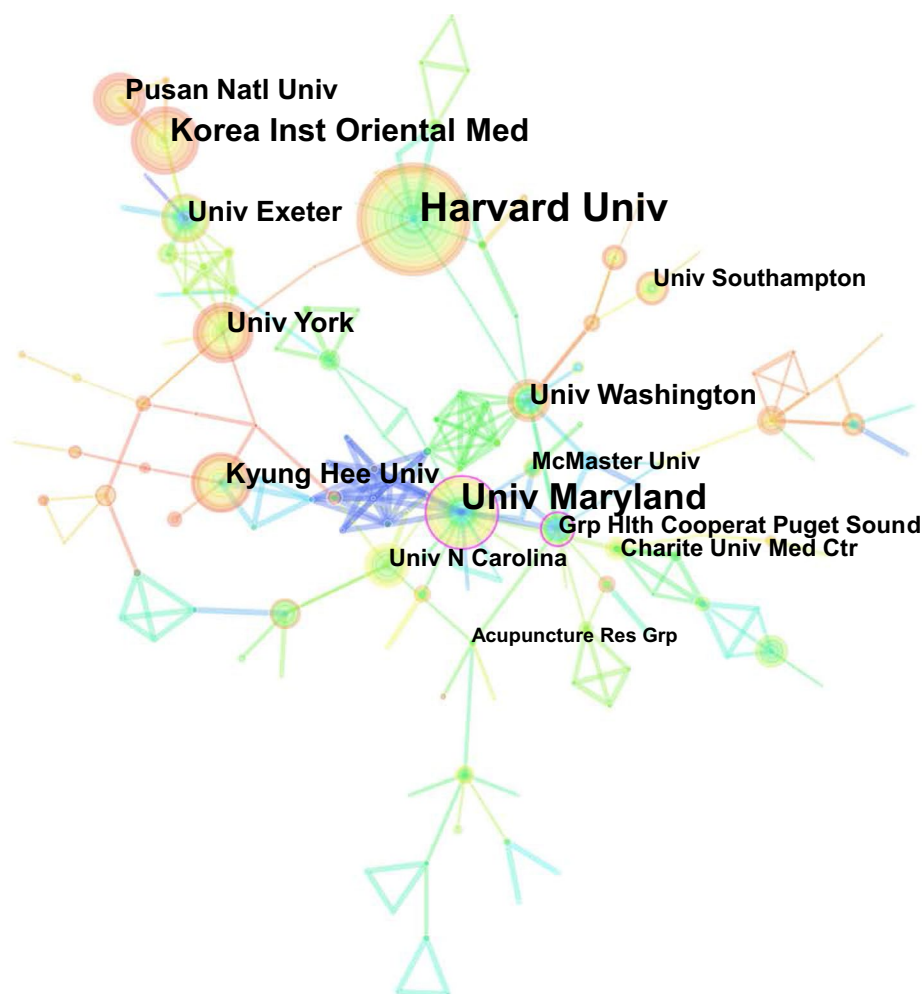 Pusan Natl Univ
Korea Inst Oriental Med
Harvard Univ
Univ Exeter
Univ Southampton
Univ York
Univ Washington
McMaster Univ
Kyung Hee Univ
Univ Maryland
Grp Hlth Cooperat Puget Sound
Charite Univ Med Ctr
Univ N Carolina
Acupuncture Res Grp